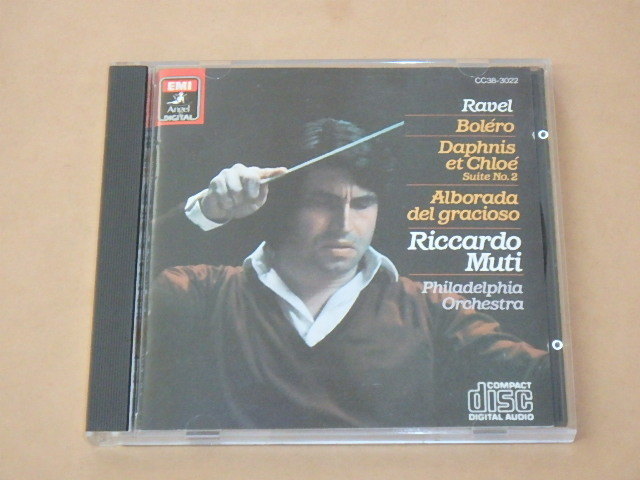 EMI
Angel
DIGITAL
CC38-3022
Ravel
Boléro
Daphnis
et Chloé
Suite No. 2
Alborada
del gracioso
Riccardo
Muti
Philadelphia
Orchestra
COMPACT
disc
DIGITAL AUDIO